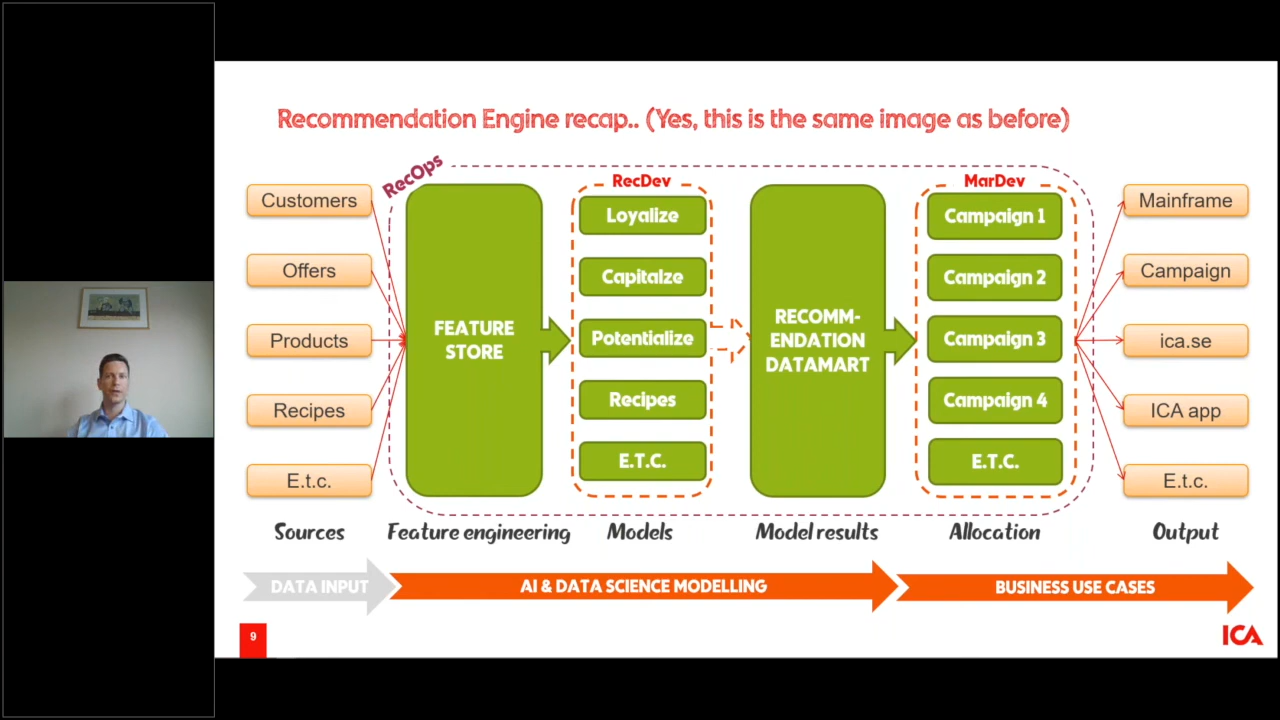 Recommendation Engine recap.. (Yes, this is the same image as before)
RecOps
RecDev
MarDev
Customers
Offers
Products
Recipes
E.t.c.
FEATURE
STORE
Loyalize
Capitalze
Potentialize
Recipes
E.T.C.
RECOMM-
ENDATION
DATAMART
Campaign 1
Campaign 2
Campaign 3
Campaign 4
E.T.C.
Mainframe
Campaign
ica.se
ICA app
E.t.c.
Sources
Feature engineering
Models
Model results
Allocation
Output
DATA INPUT
AI & DATA SCIENCE MODELLING
BUSINESS USE CASES
9
ICA